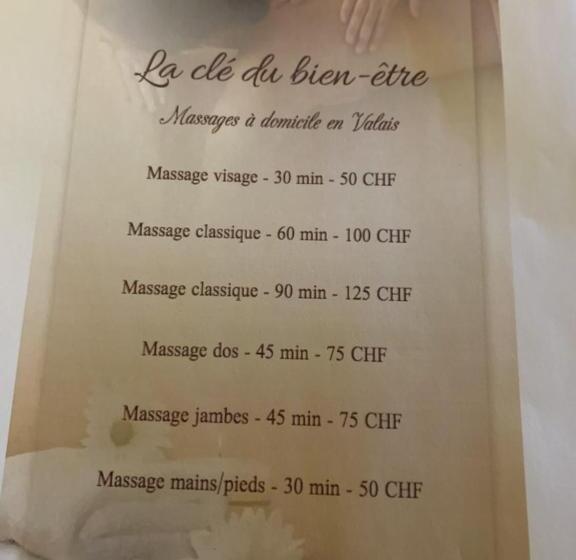 La clé du bien-être
Massages à domicile en Valais
Massage visage - 30 min - 50 CHF
Massage classique - 60 min - 100 CHF
Massage classique - 90 min - 125 CHF
Massage dos - 45 min - 75 CHF
Massage jambes - 45 min - 75 CHF
Massage mains/pieds - 30 min - 50 CHF